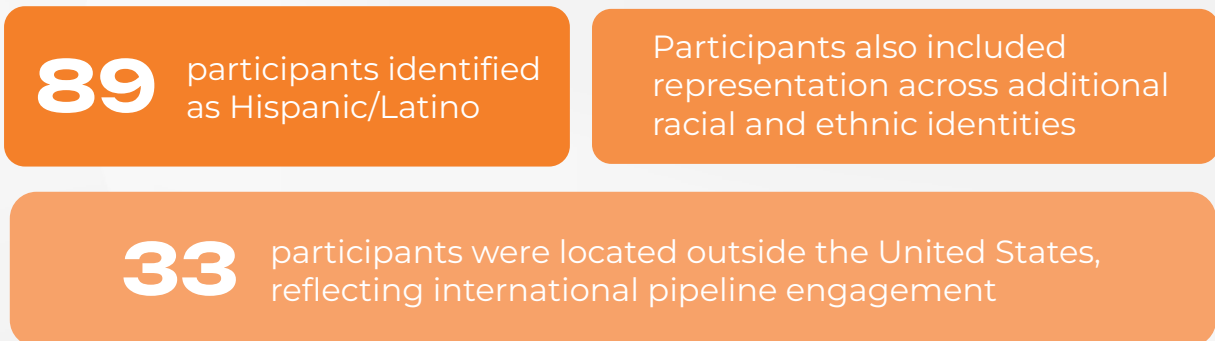 89 participants identified
as Hispanic/Latino
Participants also included
representation across additional
racial and ethnic identities
33 participants were located outside the United States,
reflecting international pipeline engagement